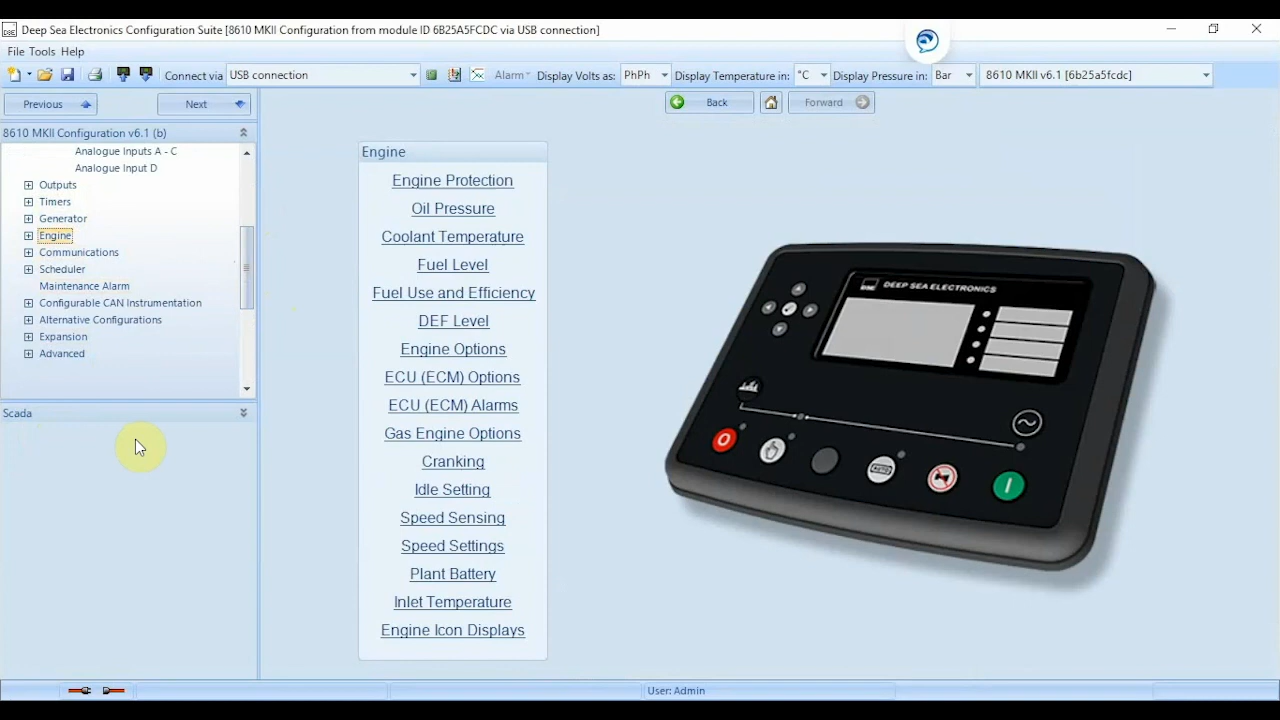 Deep Sea Electronics Configuration Suite [8610 MKII Configuration from module ID 6B25A5FCDC via USB connection]
File Tools Help
Connect via USB connection Alarm Display Volts as: PhPh Display Temperature in: °C Display Pressure in: Bar 8610 MKII v6.1 [6b25a5fcdc]
Previous Next
Back Forward
8610 MKII Configuration v6.1 (b)
Analogue Inputs A - C
Analogue Input D
Outputs
Timers
Generator
Engine
Communications
Scheduler
Maintenance Alarm
Configurable CAN Instrumentation
Alternative Configurations
Expansion
Advanced
Scada
Engine
Engine Protection
Oil Pressure
Coolant Temperature
Fuel Level
Fuel Use and Efficiency
DEF Level
Engine Options
ECU (ECM) Options
ECU (ECM) Alarms
Gas Engine Options
Cranking
Idle Setting
Speed Sensing
Speed Settings
Plant Battery
Inlet Temperature
Engine Icon Displays
DEEP SEA ELECTRONICS
AUTO
User: Admin